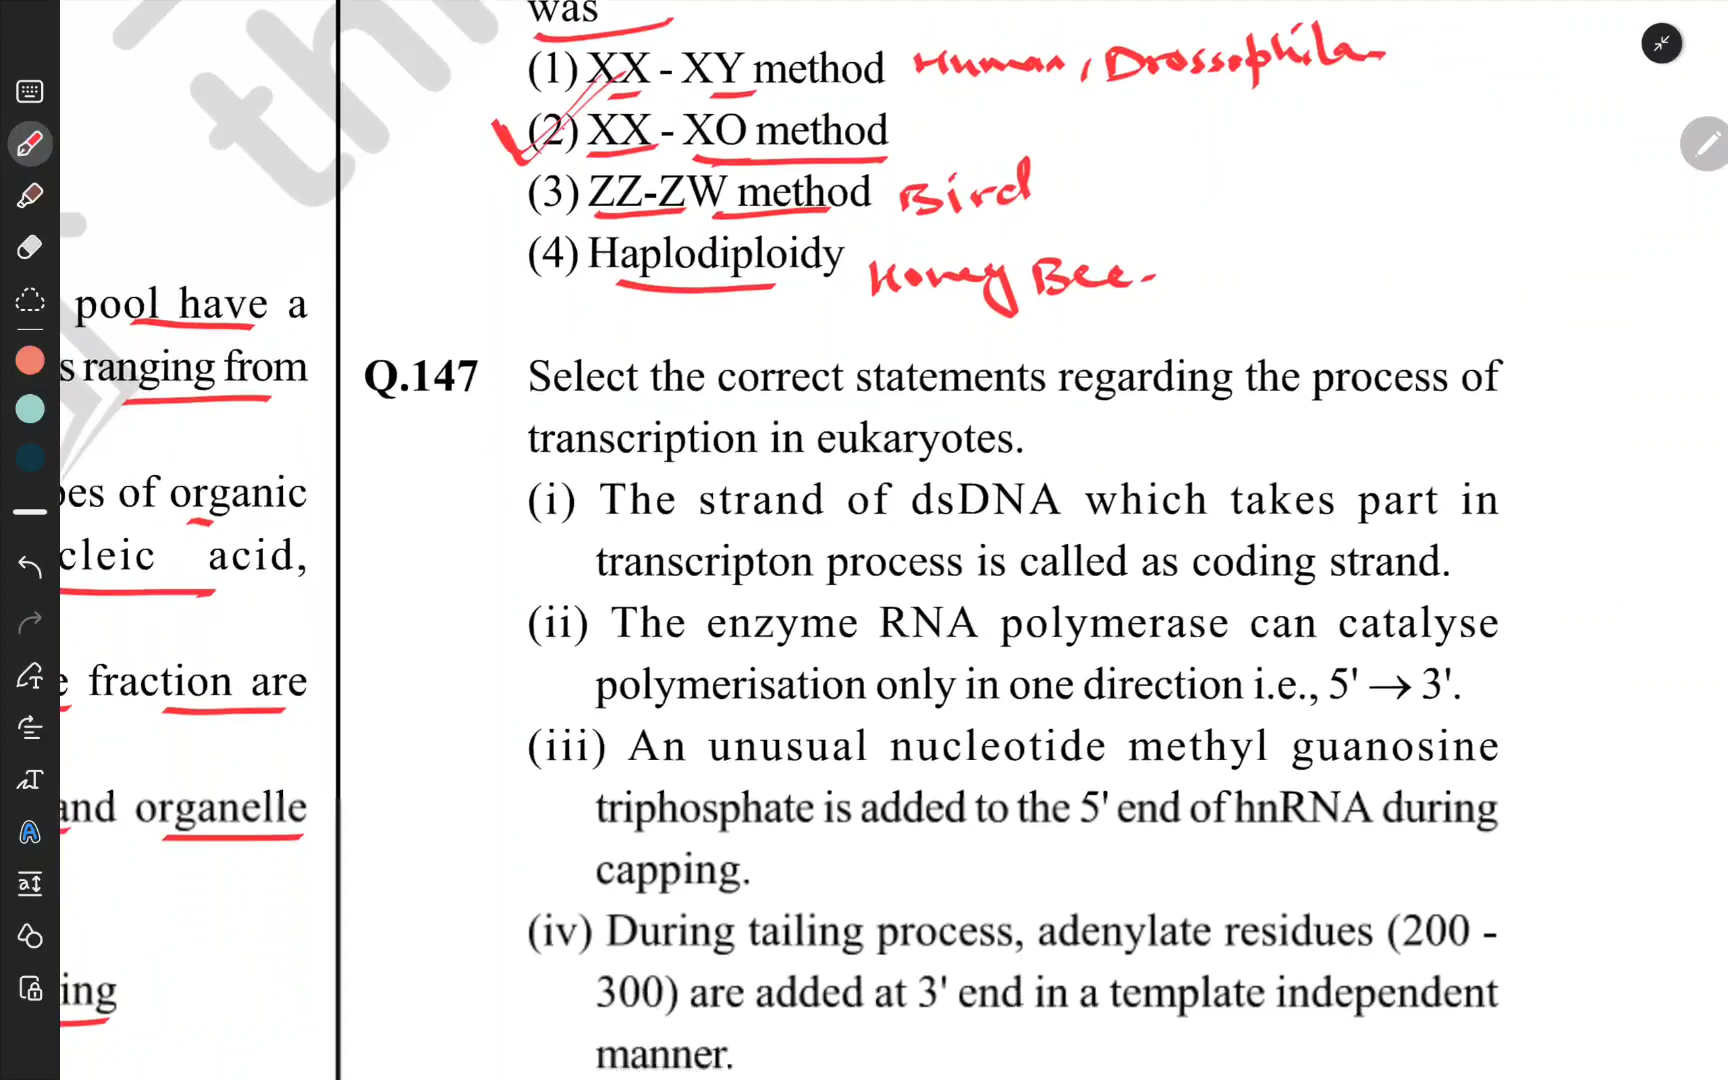 was
(1) XX - XY method Human, Drossophila
(2) XX - XO method
(3) ZZ-ZW method Bird
(4) Haplodiploidy Honey Bee.
pool have a
s ranging from
es of organic
cleic acid,
e fraction are
and organelle
ing
Q.147 Select the correct statements regarding the process of
transcription in eukaryotes.
(i) The strand of dsDNA which takes part in
transcripton process is called as coding strand.
(ii) The enzyme RNA polymerase can catalyse
polymerisation only in one direction i.e., 5' → 3'.
(iii) An unusual nucleotide methyl guanosine
triphosphate is added to the 5' end of hnRNA during
capping.
(iv) During tailing process, adenylate residues (200 -
300) are added at 3' end in a template independent
manner.